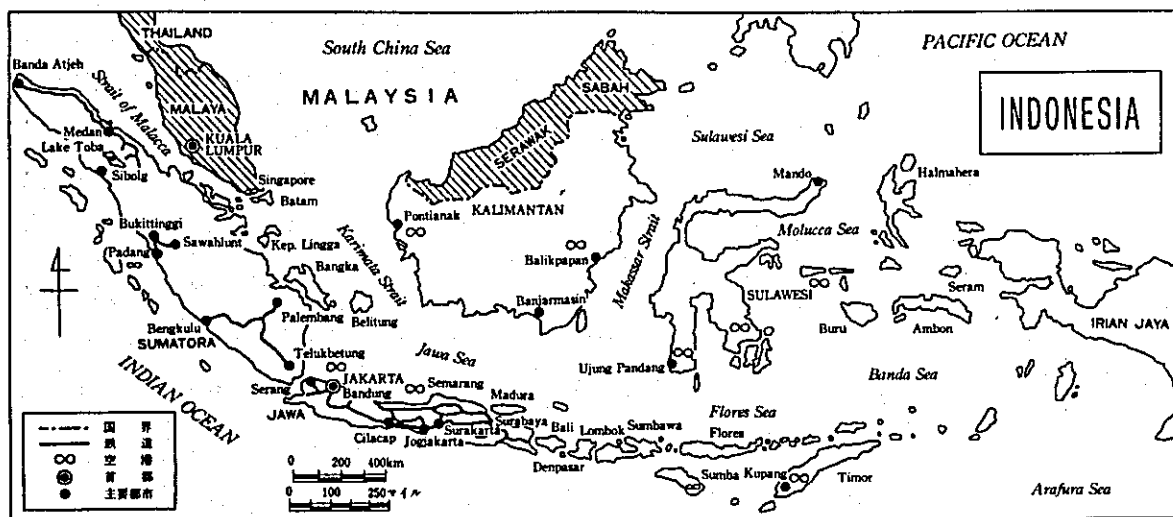 THAILAND
South China Sea
PACIFIC OCEAN
Banda Atjeh
Strait of Malacca
MALAYA
MALAYSIA
SABAH
INDONESIA
Medan
Lake Toba
KUALA
LUMPUR
SERAWAK
Sulawesi Sea
Sibolg
Singapore
Batam
Mando
Halmahera
Pontianak
KALIMANTAN
Bukittinggi
Sawahlunt
Kep. Lingga
Karimata Strait
Makassar Strait
Molucca Sea
Padang
Bangka
Balikpapan
Palembang
Belitung
Banjarmasin
SULAWESI
Buru
Seram
Ambon
IRIAN JAYA
Bengkulu
SUMATORA
Telukbetung
Jawa Sea
Ujung Pandang
Banda Sea
INDIAN OCEAN
Serang
JAKARTA
Bandung
Semarang
Madura
JAWA
Surabaya
Flores Sea
Cilacap
Surakarta
Jogjakarta
Bali
Lombok
Sumbawa
Flores
Denpasar
Sumba
Kupang
Timor
Arafura Sea
国界
鉄道
空港
首都
主要都市
0 200 400km
0 100 250マイル